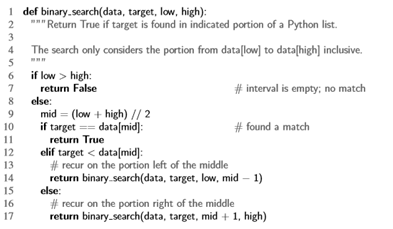 1 def binary_search(data, target, low, high):
2 """Return True if target is found in indicated portion of a Python list.
3
4 The search only considers the portion from data[low] to data[high] inclusive.
5 """
6 if low > high:
7 return False # interval is empty; no match
8 else:
9 mid = (low + high) // 2
10 if target == data[mid]: # found a match
11 return True
12 elif target < data[mid]:
13 # recur on the portion left of the middle
14 return binary_search(data, target, low, mid − 1)
15 else:
16 # recur on the portion right of the middle
17 return binary_search(data, target, mid + 1, high)